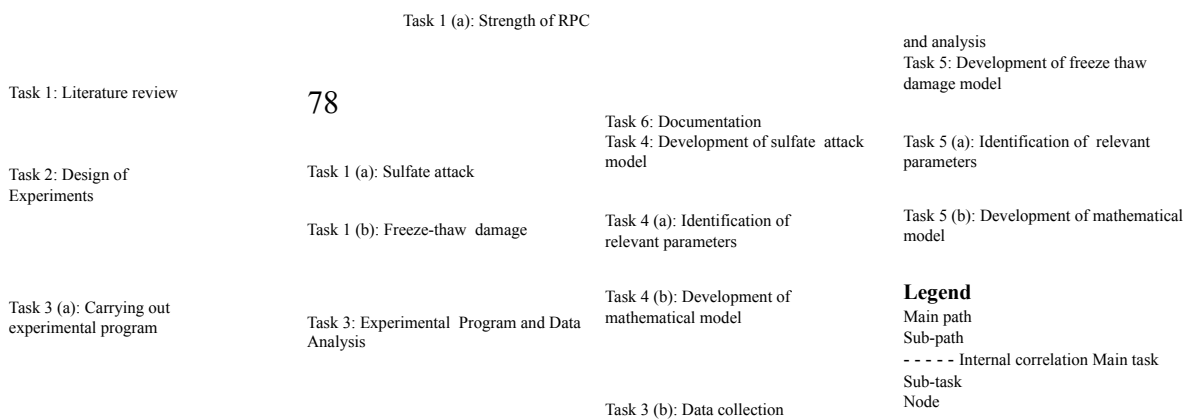 Task 1 (a): Strength of RPC
Task 1: Literature review
Task 2: Design of
Experiments
Task 3 (a): Carrying out
experimental program
78
Task 1 (a): Sulfate attack
Task 1 (b): Freeze-thaw damage
Task 3: Experimental Program and Data
Analysis
Task 6: Documentation
Task 4: Development of sulfate attack
model
Task 4 (a): Identification of
relevant parameters
Task 4 (b): Development of
mathematical model
Task 3 (b): Data collection
and analysis
Task 5: Development of freeze thaw
damage model
Task 5 (a): Identification of relevant
parameters
Task 5 (b): Development of mathematical
model
Legend
Main path
Sub-path
- - - - - Internal correlation Main task
Sub-task
Node